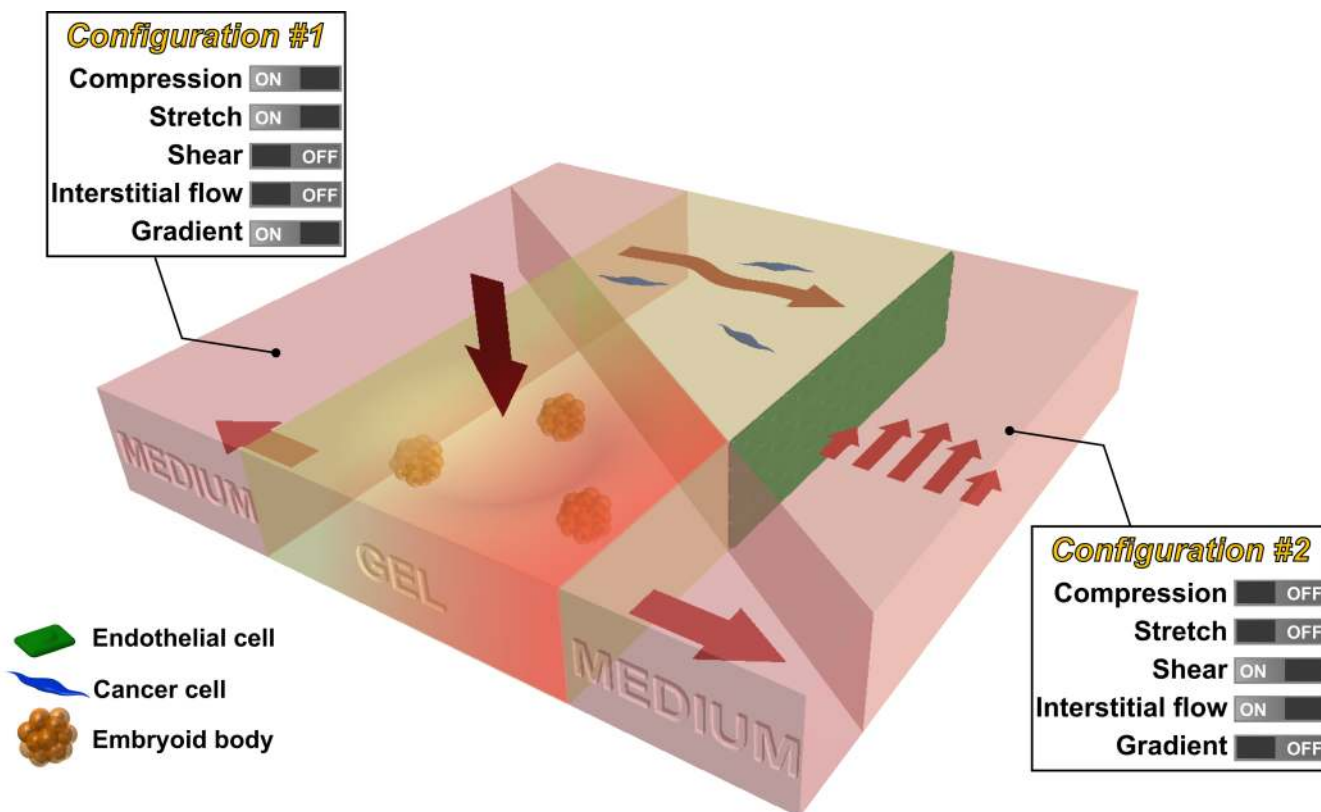 Configuration #1
Compression ON
Stretch ON
Shear OFF
Interstitial flow OFF
Gradient ON
MEDIUM
GEL
MEDIUM
Configuration #2
Compression OFF
Stretch OFF
Shear ON
Interstitial flow ON
Gradient OFF
Endothelial cell
Cancer cell
Embryoid body